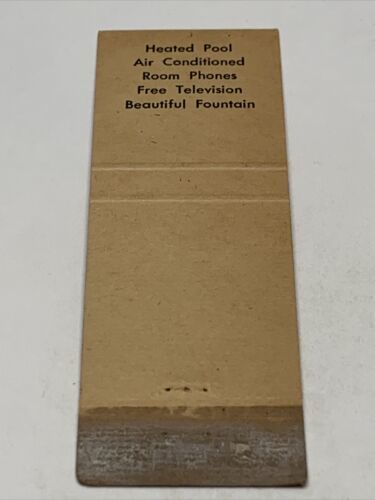 Heated Pool
Air Conditioned
Room Phones
Free Television
Beautiful Fountain